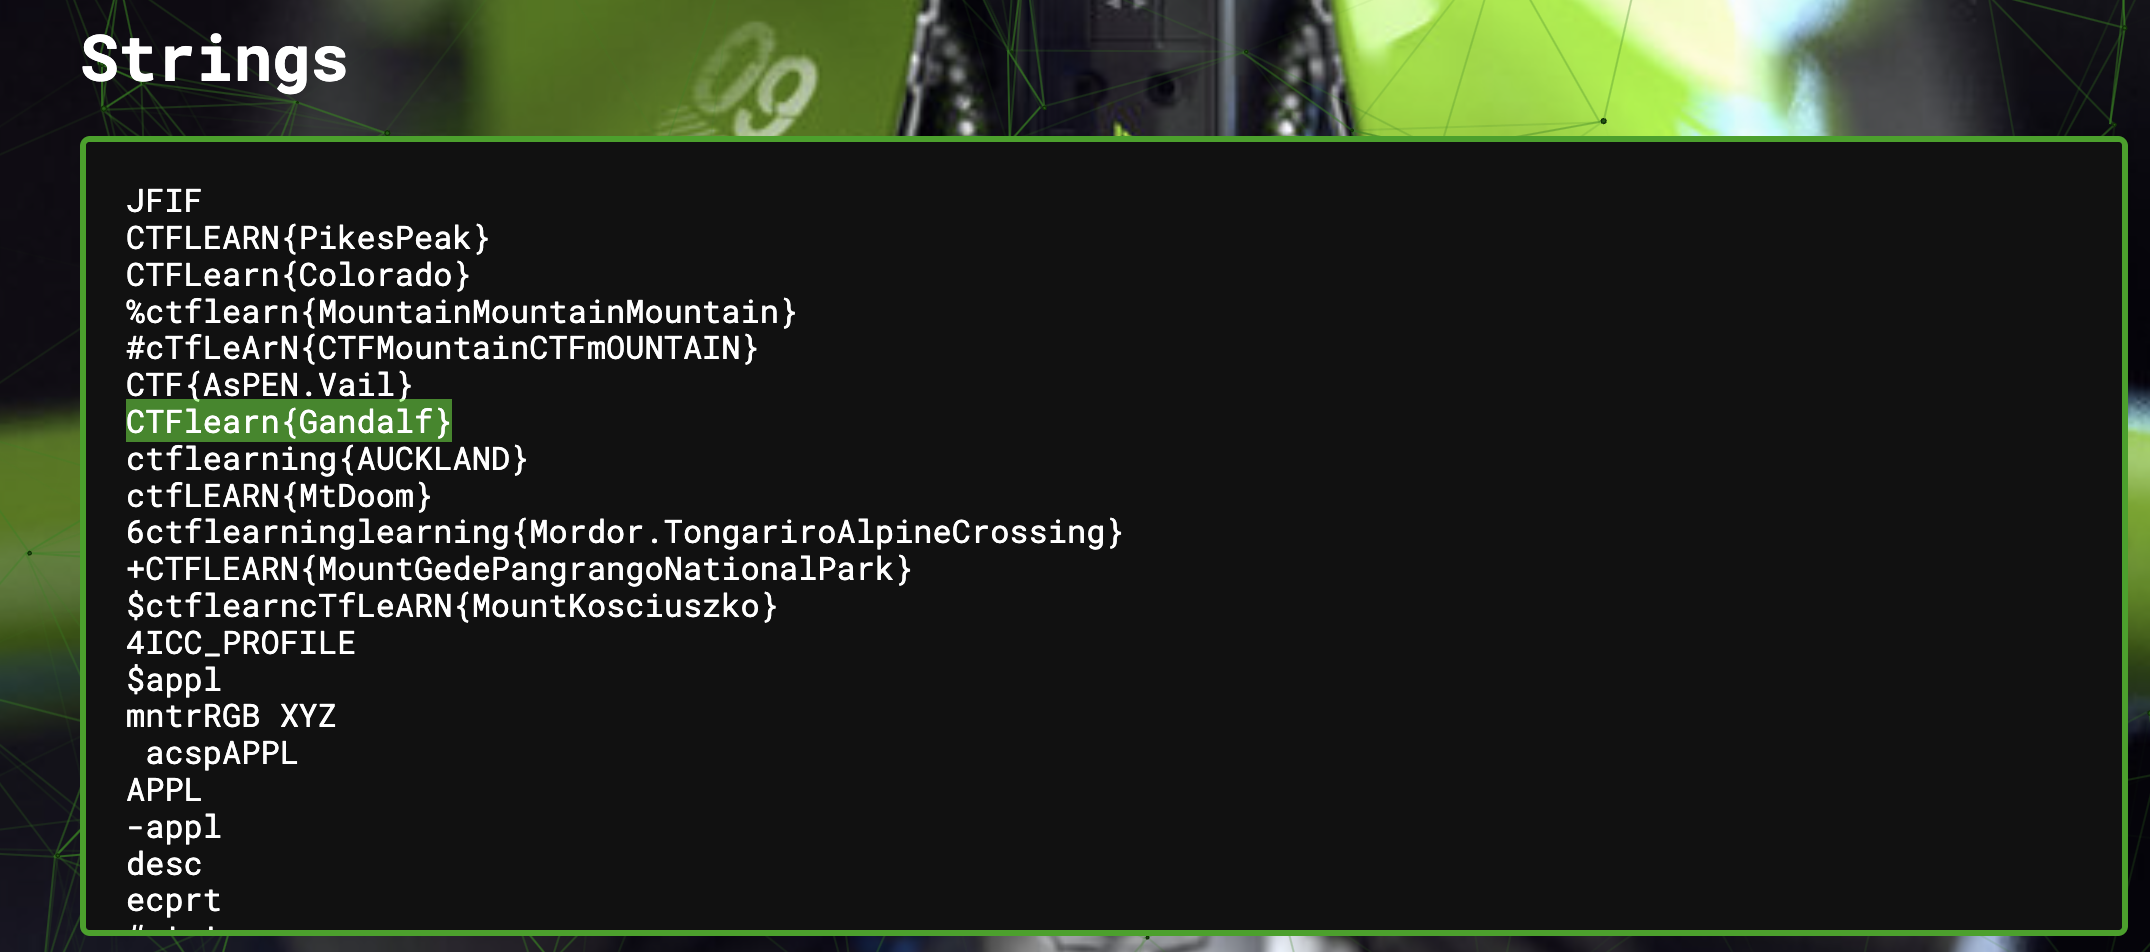 Strings
09
JFIF
CTFLEARN{PikesPeak}
CTFLearn{Colorado}
%ctflearn{MountainMountainMountain}
#cTfLeArN{CTFMountainCTFmOUNTAIN}
CTF{AsPEN.Vail}
CTFlearn{Gandalf}
ctflearning{AUCKLAND}
ctfLEARN{MtDoom}
6ctflearninglearning{Mordor.TongariroAlpineCrossing}
+CTFLEARN{MountGedePangrangoNationalPark}
$ctflearncTfLeARN{MountKosciuszko}
4ICC_PROFILE
$appl
mntrRGB XYZ
 acspAPPL
APPL
-appl
desc
ecprt